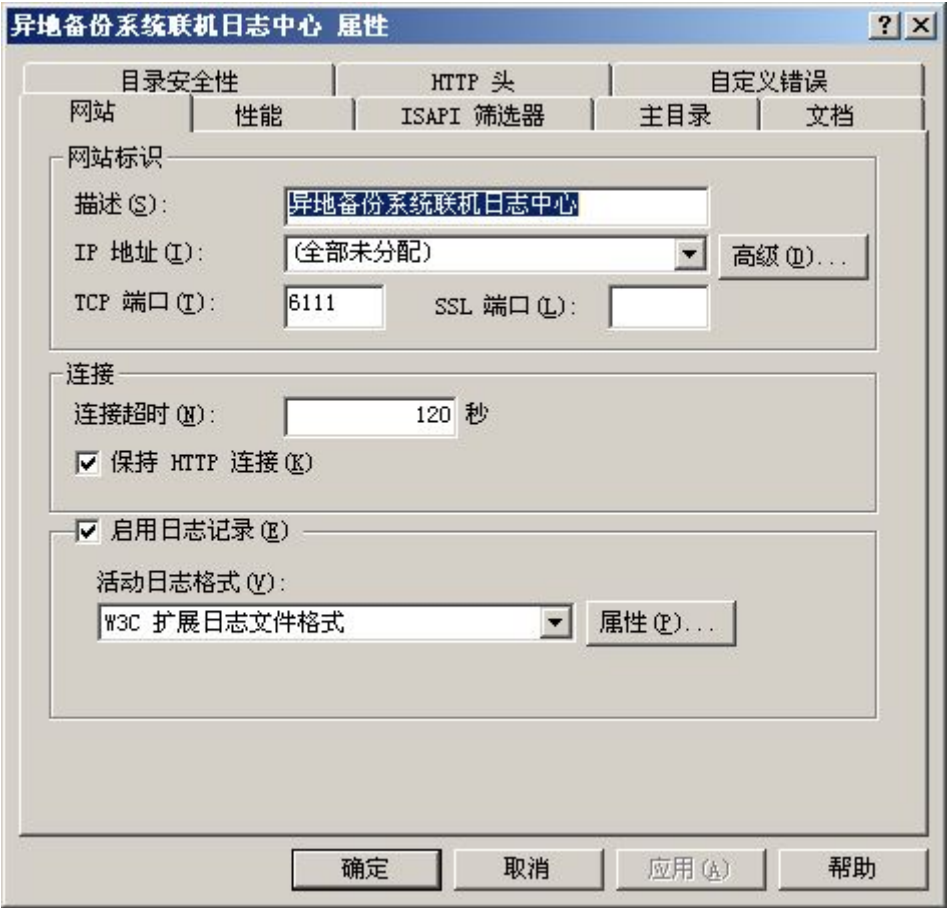 异地备份系统联机日志中心 属性
目录安全性 HTTP 头 自定义错误
网站 性能 ISAPI 筛选器 主目录 文档
网站标识
描述(S): 异地备份系统联机日志中心
IP 地址(I): (全部未分配) 高级(D)...
TCP 端口(T): 6111 SSL 端口(L):
连接
连接超时(N): 120 秒
保持 HTTP 连接(K)
启用日志记录(E)
活动日志格式(V):
W3C 扩展日志文件格式 属性(P)...
确定 取消 应用(A) 帮助